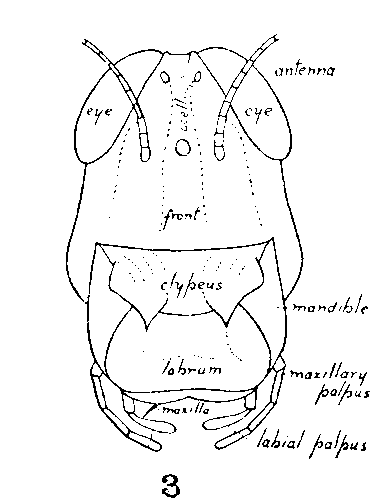 antenna
eye
ocelli
eye
front
clypeus
mandible
labrum
maxillary
palpus
maxilla
labial palpus
3